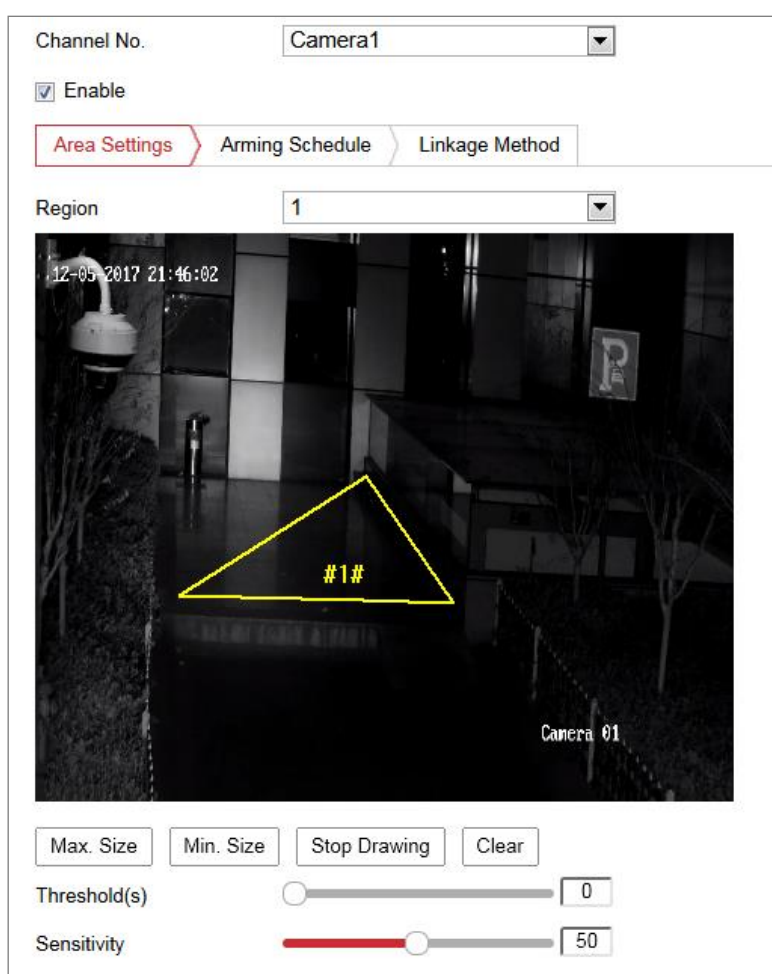 Channel No. Camera1
Enable
Area Settings Arming Schedule Linkage Method
Region 1
12-05-2017 21:46:02
P
#1#
Camera 01
Max. Size Min. Size Stop Drawing Clear
Threshold(s) 0
Sensitivity 50